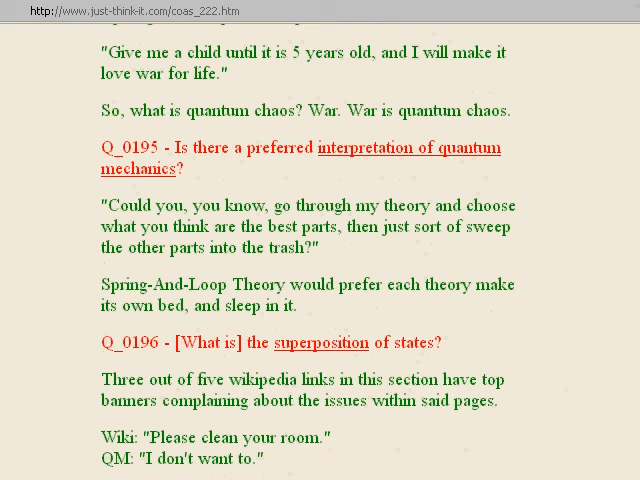 http://www.just-think-it.com/coas_222.htm
"Give me a child until it is 5 years old, and I will make it
love war for life."
So, what is quantum chaos? War. War is quantum chaos.
Q_0195 - Is there a preferred interpretation of quantum
mechanics?
"Could you, you know, go through my theory and choose
what you think are the best parts, then just sort of sweep
the other parts into the trash?"
Spring-And-Loop Theory would prefer each theory make
its own bed, and sleep in it.
Q_0196 - [What is] the superposition of states?
Three out of five wikipedia links in this section have top
banners complaining about the issues within said pages.
Wiki: "Please clean your room."
QM: "I don't want to."